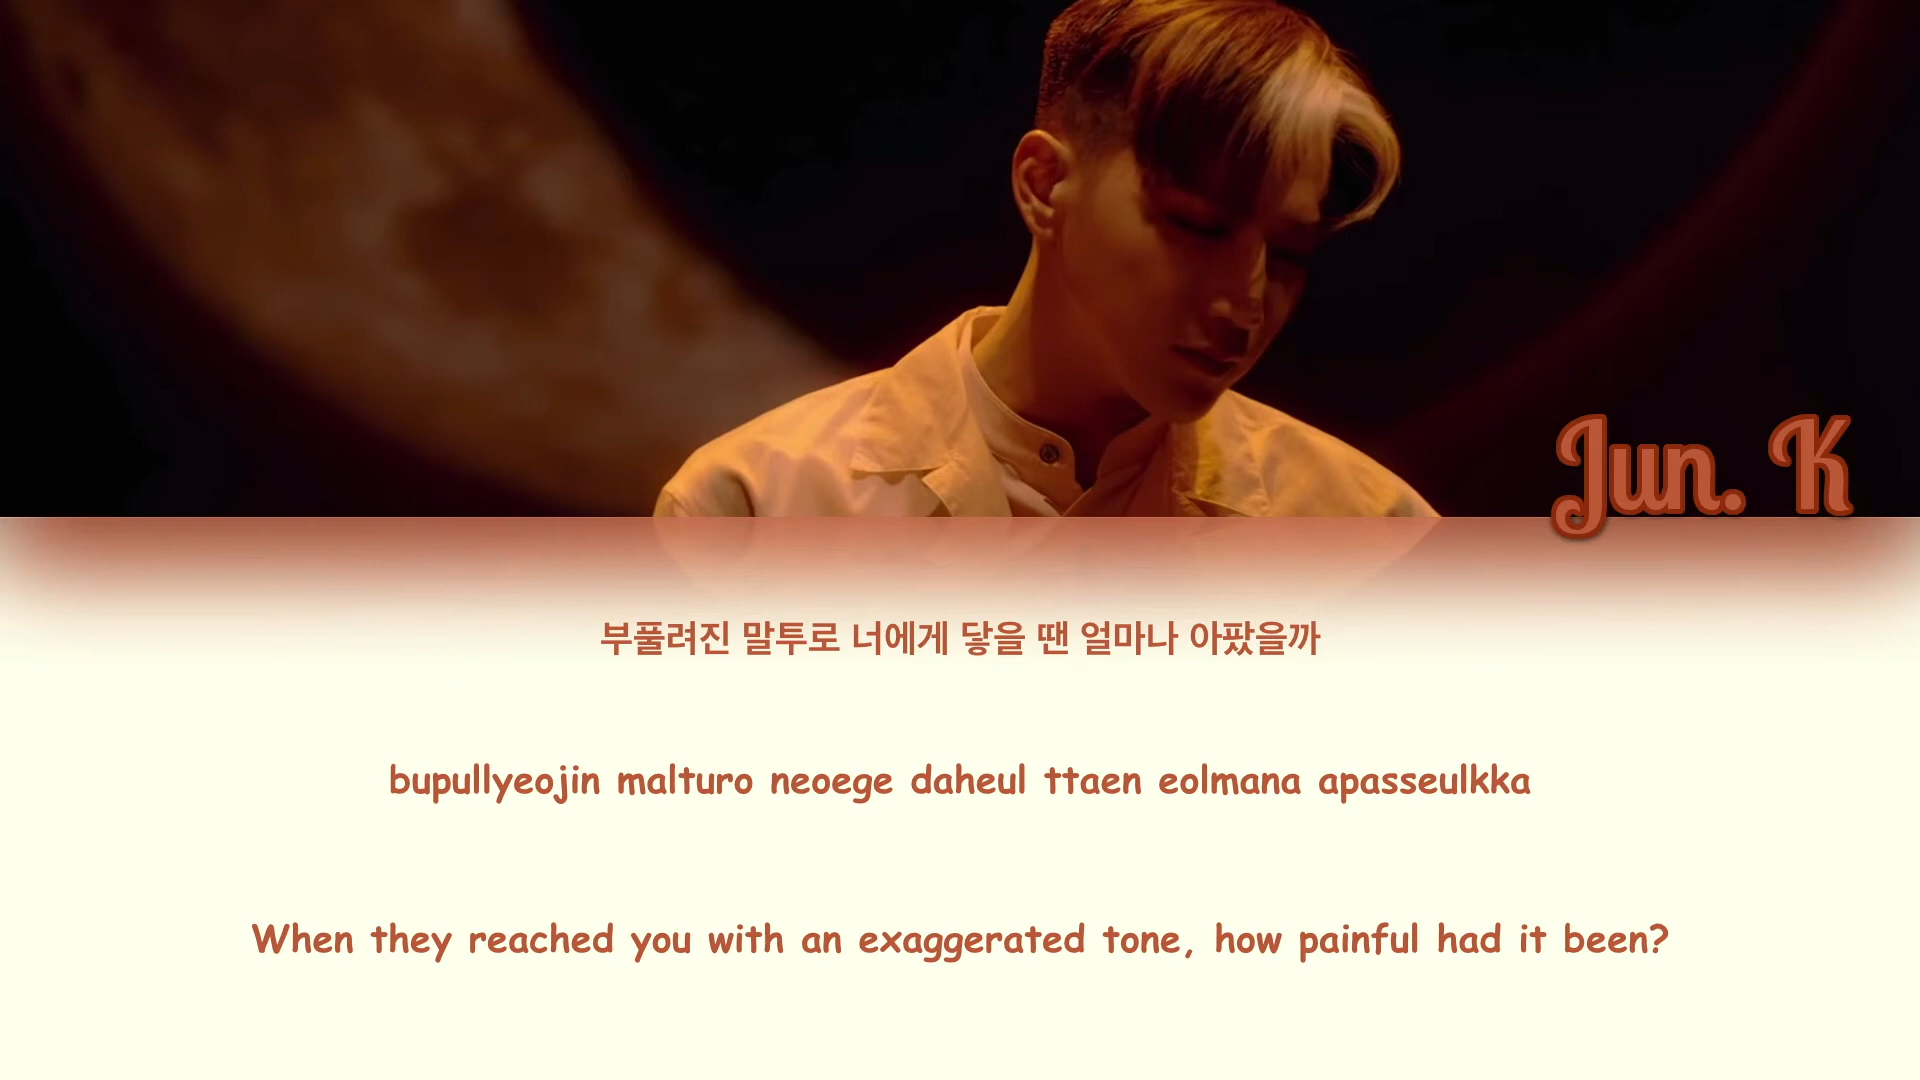 Jun. K
부풀려진 말투로 너에게 닿을 땐 얼마나 아팠을까
bupullyeojin malturo neoege daheul ttaen eolmana apasseulkka
When they reached you with an exaggerated tone, how painful had it been?